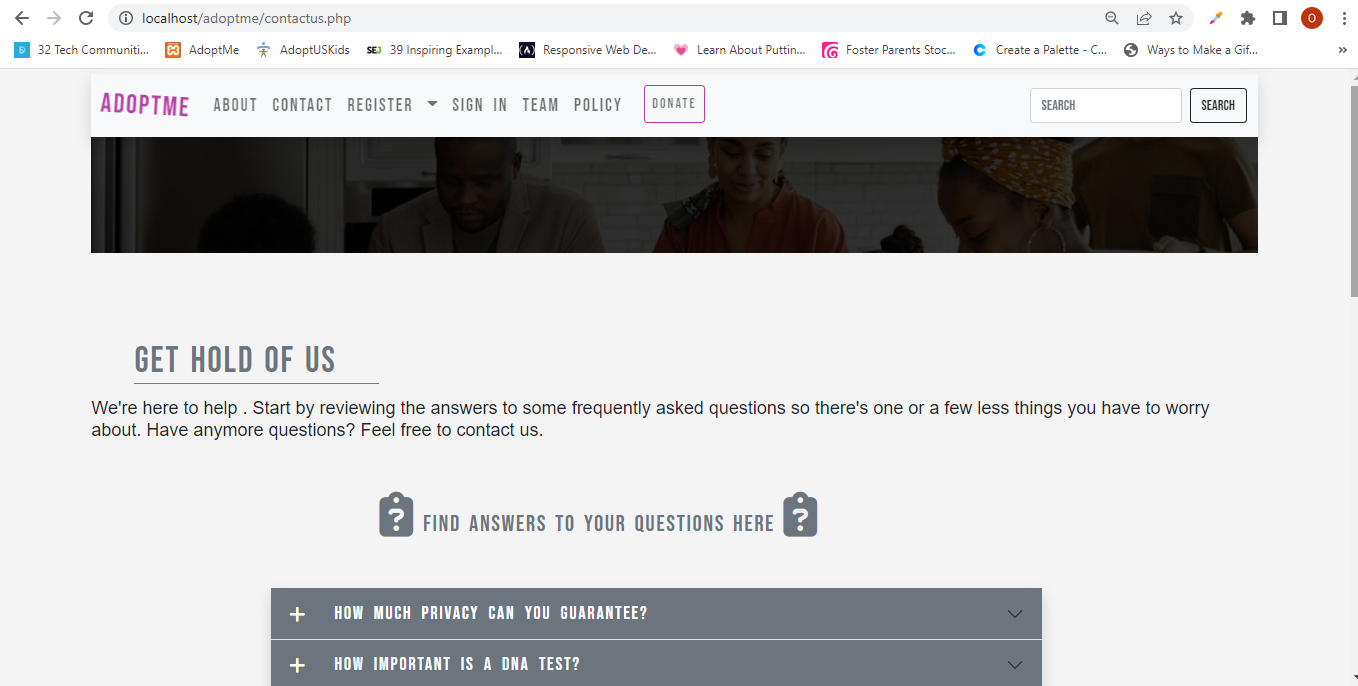 localhost/adoptme/contactus.php
O
32 Tech Communiti... AdoptMe AdoptUSKids SEJ 39 Inspiring Exampl... (A) Responsive Web De... Learn About Puttin... Foster Parents Stoc... C Create a Palette - C... Ways to Make a Gif... »
ADOPTME ABOUT CONTACT REGISTER SIGN IN TEAM POLICY DONATE SEARCH SEARCH
GET HOLD OF US
We're here to help . Start by reviewing the answers to some frequently asked questions so there's one or a few less things you have to worry
about. Have anymore questions? Feel free to contact us.
? FIND ANSWERS TO YOUR QUESTIONS HERE ?
+ HOW MUCH PRIVACY CAN YOU GUARANTEE?
+ HOW IMPORTANT IS A DNA TEST?